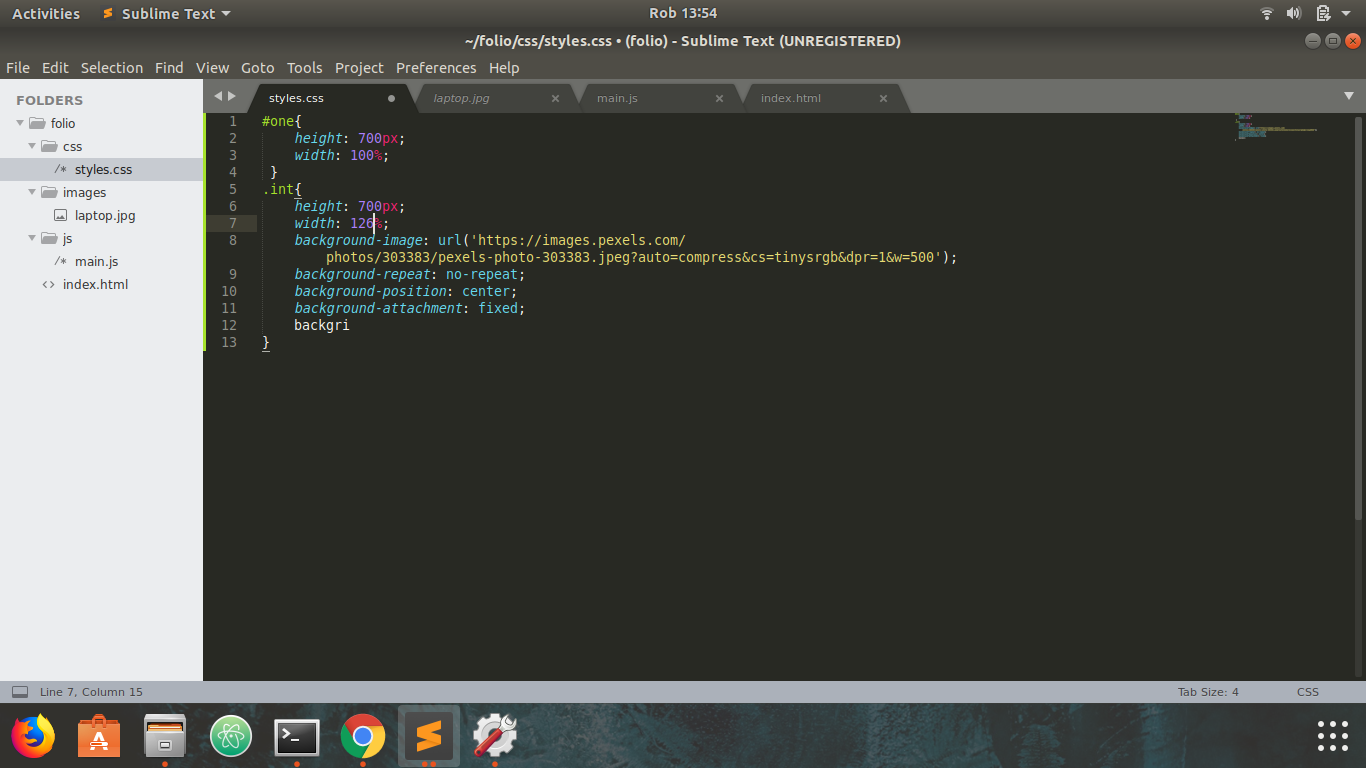 Activities Sublime Text Rob 13:54
~/folio/css/styles.css • (folio) - Sublime Text (UNREGISTERED)
File Edit Selection Find View Goto Tools Project Preferences Help
FOLDERS
folio
css
/* styles.css
images
laptop.jpg
js
/* main.js
<> index.html
styles.css laptop.jpg main.js index.html
1 #one{
2 height: 700px;
3 width: 100%;
4 }
5 .int{
6 height: 700px;
7 width: 126%;
8 background-image: url('https://images.pexels.com/
photos/303383/pexels-photo-303383.jpeg?auto=compress&cs=tinysrgb&dpr=1&w=500');
9 background-repeat: no-repeat;
10 background-position: center;
11 background-attachment: fixed;
12 backgri
13 }
Line 7, Column 15 Tab Size: 4 CSS